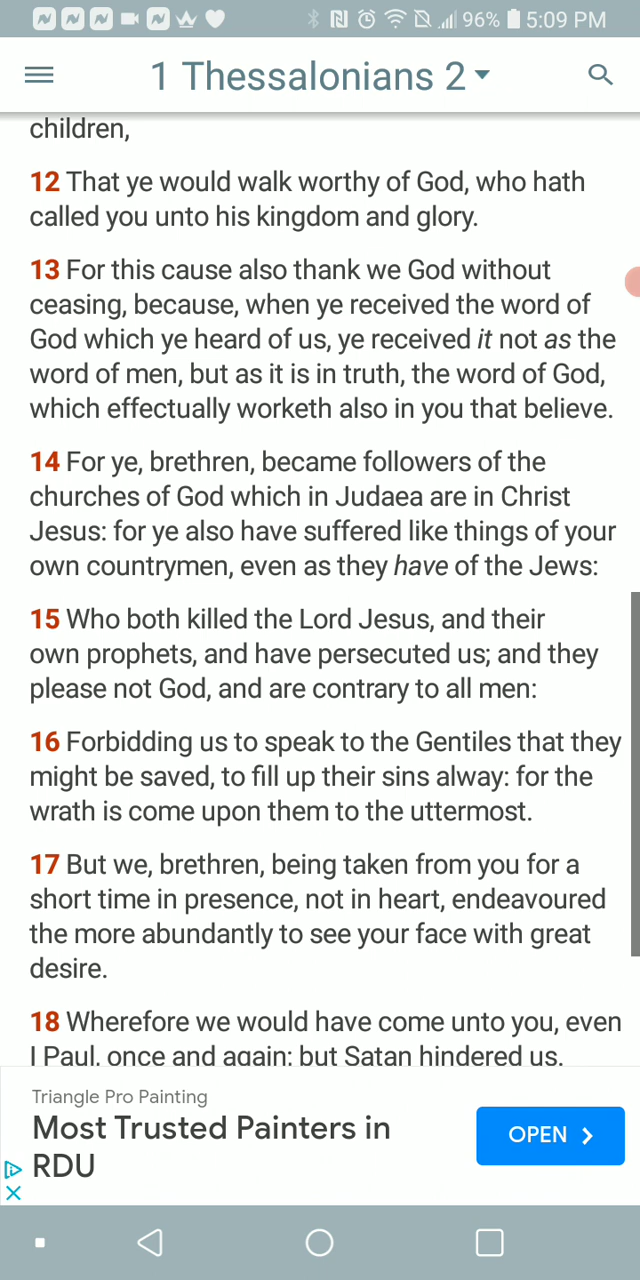 96% 5:09 PM
1 Thessalonians 2
children,
12 That ye would walk worthy of God, who hath
called you unto his kingdom and glory.
13 For this cause also thank we God without
ceasing, because, when ye received the word of
God which ye heard of us, ye received it not as the
word of men, but as it is in truth, the word of God,
which effectually worketh also in you that believe.
14 For ye, brethren, became followers of the
churches of God which in Judaea are in Christ
Jesus: for ye also have suffered like things of your
own countrymen, even as they have of the Jews:
15 Who both killed the Lord Jesus, and their
own prophets, and have persecuted us; and they
please not God, and are contrary to all men:
16 Forbidding us to speak to the Gentiles that they
might be saved, to fill up their sins alway: for the
wrath is come upon them to the uttermost.
17 But we, brethren, being taken from you for a
short time in presence, not in heart, endeavoured
the more abundantly to see your face with great
desire.
18 Wherefore we would have come unto you, even
I Paul, once and again; but Satan hindered us.
Triangle Pro Painting
Most Trusted Painters in
RDU
OPEN